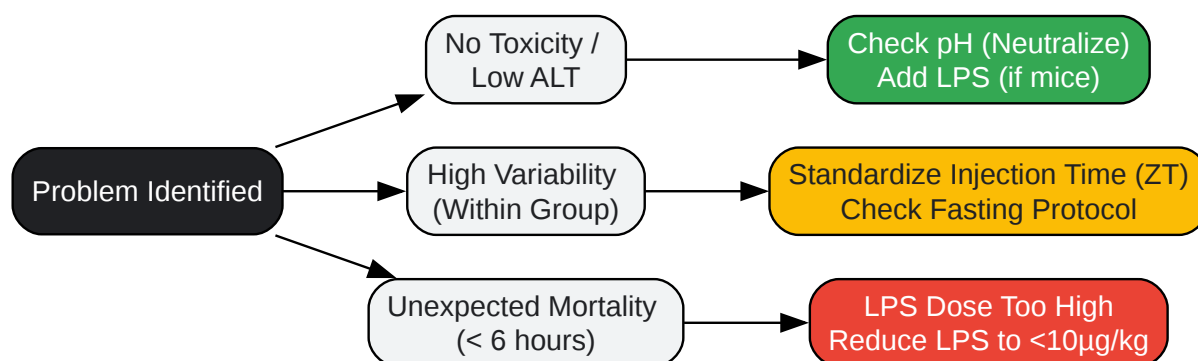 No Toxicity /
Low ALT
Check pH (Neutralize)
Add LPS (if mice)
Problem Identified
High Variability
(Within Group)
Standardize Injection Time (ZT)
Check Fasting Protocol
Unexpected Mortality
(< 6 hours)
LPS Dose Too High
Reduce LPS to <10µg/kg